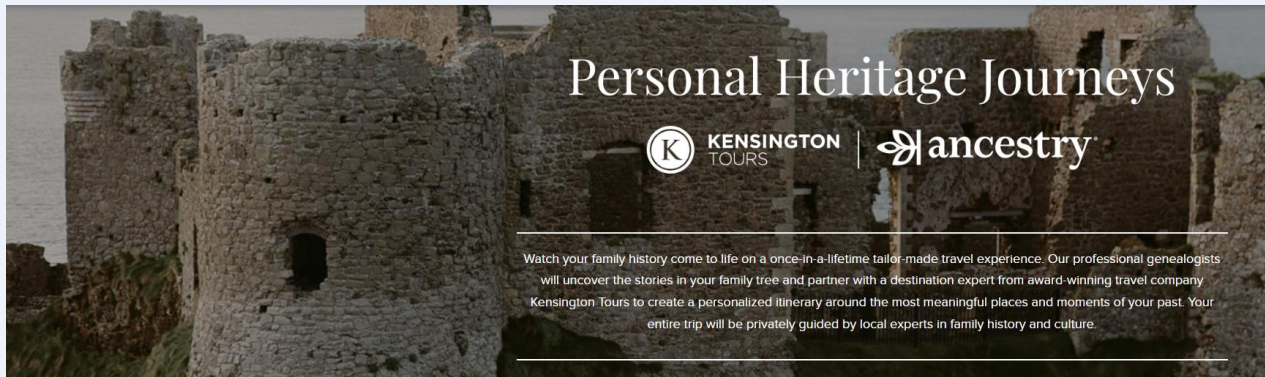 Personal Heritage Journeys
K KENSINGTON TOURS | ancestry®
Watch your family history come to life on a once-in-a-lifetime tailor-made travel experience. Our professional genealogists
will uncover the stories in your family tree and partner with a destination expert from award-winning travel company
Kensington Tours to create a personalized itinerary around the most meaningful places and moments of your past. Your
entire trip will be privately guided by local experts in family history and culture.